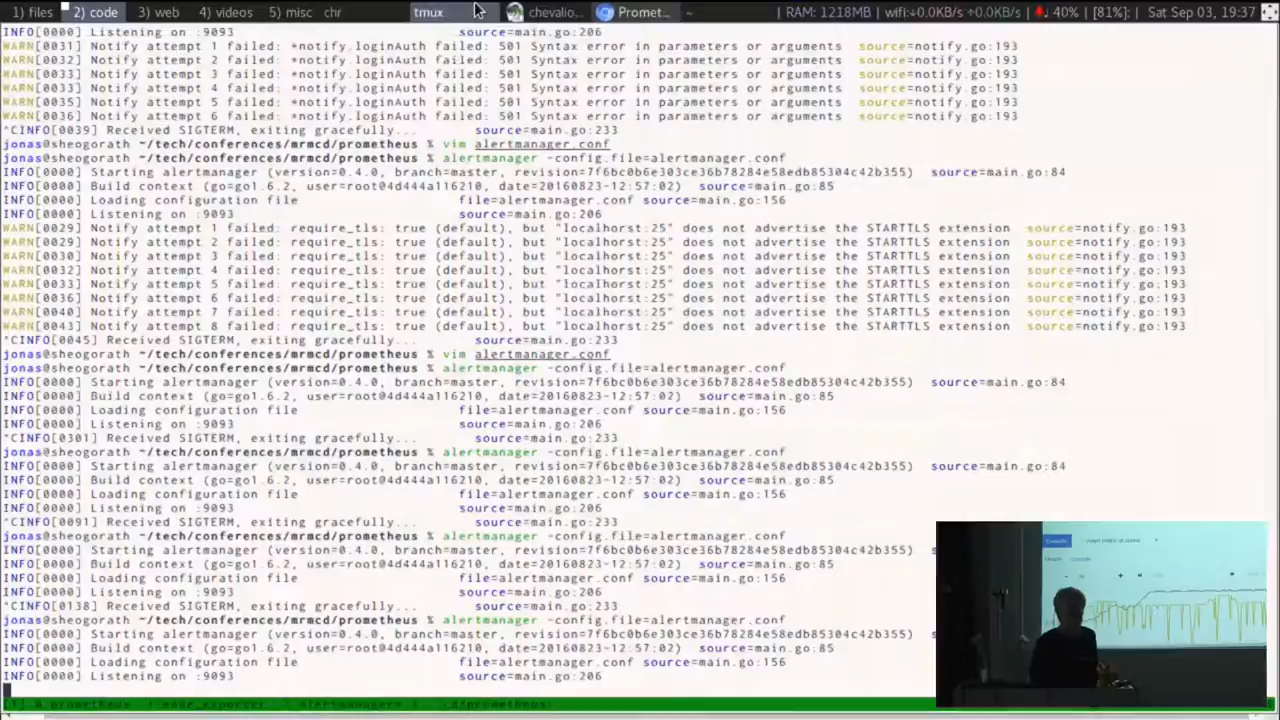 1) files 2) code 3) web 4) videos 5) misc chr tmux chevalio... Promet... ~ | RAM: 1218MB | wifi:↓0.0KB/s ↑0.0KB/s | 40% | [81%]: | Sat Sep 03, 19:37
INFO[0000] Listening on :9093 source=main.go:206
WARN[0031] Notify attempt 1 failed: *notify.loginAuth failed: 501 Syntax error in parameters or arguments source=notify.go:193
WARN[0032] Notify attempt 2 failed: *notify.loginAuth failed: 501 Syntax error in parameters or arguments source=notify.go:193
WARN[0033] Notify attempt 3 failed: *notify.loginAuth failed: 501 Syntax error in parameters or arguments source=notify.go:193
WARN[0033] Notify attempt 4 failed: *notify.loginAuth failed: 501 Syntax error in parameters or arguments source=notify.go:193
WARN[0035] Notify attempt 5 failed: *notify.loginAuth failed: 501 Syntax error in parameters or arguments source=notify.go:193
WARN[0036] Notify attempt 6 failed: *notify.loginAuth failed: 501 Syntax error in parameters or arguments source=notify.go:193
^CINFO[0039] Received SIGTERM, exiting gracefully... source=main.go:233
jonas@sheogorath ~/tech/conferences/mrmcd/prometheus % vim alertmanager.conf
jonas@sheogorath ~/tech/conferences/mrmcd/prometheus % alertmanager -config.file=alertmanager.conf
INFO[0000] Starting alertmanager (version=0.4.0, branch=master, revision=7f6bc0b6e303ce36b78284e58e0305304c42b355) source=main.go:84
INFO[0000] Build context (go=go1.6.2, user=root@4d444a116210, date=20160823-12:57:02) source=main.go:85
INFO[0000] Loading configuration file file=alertmanager.conf source=main.go:156
INFO[0000] Listening on :9093 source=main.go:206
WARN[0029] Notify attempt 1 failed: require_tls: true (default), but "localhorst:25" does not advertise the STARTTLS extension source=notify.go:193
WARN[0029] Notify attempt 2 failed: require_tls: true (default), but "localhorst:25" does not advertise the STARTTLS extension source=notify.go:193
WARN[0030] Notify attempt 3 failed: require_tls: true (default), but "localhorst:25" does not advertise the STARTTLS extension source=notify.go:193
WARN[0032] Notify attempt 4 failed: require_tls: true (default), but "localhorst:25" does not advertise the STARTTLS extension source=notify.go:193
WARN[0033] Notify attempt 5 failed: require_tls: true (default), but "localhorst:25" does not advertise the STARTTLS extension source=notify.go:193
WARN[0036] Notify attempt 6 failed: require_tls: true (default), but "localhorst:25" does not advertise the STARTTLS extension source=notify.go:193
WARN[0040] Notify attempt 7 failed: require_tls: true (default), but "localhorst:25" does not advertise the STARTTLS extension source=notify.go:193
WARN[0043] Notify attempt 8 failed: require_tls: true (default), but "localhorst:25" does not advertise the STARTTLS extension source=notify.go:193
^CINFO[0045] Received SIGTERM, exiting gracefully... source=main.go:233
jonas@sheogorath ~/tech/conferences/mrmcd/prometheus % vim alertmanager.conf
jonas@sheogorath ~/tech/conferences/mrmcd/prometheus % alertmanager -config.file=alertmanager.conf
INFO[0000] Starting alertmanager (version=0.4.0, branch=master, revision=7f6bc0b6e303ce36b78284e58e0305304c42b355) source=main.go:84
INFO[0000] Build context (go=go1.6.2, user=root@4d444a116210, date=20160823-12:57:02) source=main.go:85
INFO[0000] Loading configuration file file=alertmanager.conf source=main.go:156
INFO[0000] Listening on :9093 source=main.go:206
^CINFO[0301] Received SIGTERM, exiting gracefully... source=main.go:233
jonas@sheogorath ~/tech/conferences/mrmcd/prometheus % alertmanager -config.file=alertmanager.conf
INFO[0000] Starting alertmanager (version=0.4.0, branch=master, revision=7f6bc0b6e303ce36b78284e58e0305304c42b355) source=main.go:84
INFO[0000] Build context (go=go1.6.2, user=root@4d444a116210, date=20160823-12:57:02) source=main.go:85
INFO[0000] Loading configuration file file=alertmanager.conf source=main.go:156
INFO[0000] Listening on :9093 source=main.go:206
^CINFO[0091] Received SIGTERM, exiting gracefully... source=main.go:233
jonas@sheogorath ~/tech/conferences/mrmcd/prometheus % alertmanager -config.file=alertmanager.conf
INFO[0000] Starting alertmanager (version=0.4.0, branch=master, revision=7f6bc0b6e303ce36b78284e58e0305304c42b355)
INFO[0000] Build context (go=go1.6.2, user=root@4d444a116210, date=20160823-12:57:02) source=main.go:85
INFO[0000] Loading configuration file file=alertmanager.conf source=main.go:156
INFO[0000] Listening on :9093 source=main.go:206
^CINFO[0138] Received SIGTERM, exiting gracefully... source=main.go:233
jonas@sheogorath ~/tech/conferences/mrmcd/prometheus % alertmanager -config.file=alertmanager.conf
INFO[0000] Starting alertmanager (version=0.4.0, branch=master, revision=7f6bc0b6e303ce36b78284e58e0305304c42b355)
INFO[0000] Build context (go=go1.6.2, user=root@4d444a116210, date=20160823-12:57:02) source=main.go:85
INFO[0000] Loading configuration file file=alertmanager.conf source=main.go:156
INFO[0000] Listening on :9093 source=main.go:206